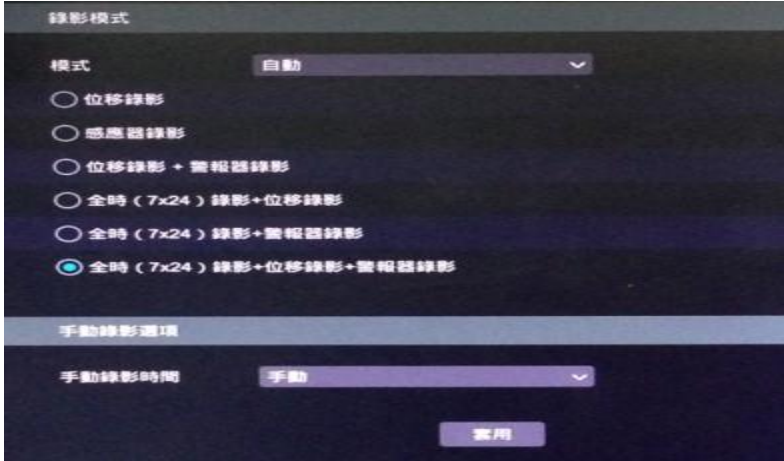 錄影模式
模式 自動
位移錄影
感應器錄影
位移錄影 + 警報器錄影
全時 ( 7x24 ) 錄影+位移錄影
全時 ( 7x24 ) 錄影+警報器錄影
全時 ( 7x24 ) 錄影+位移錄影+警報器錄影
手動錄影選項
手動錄影時間 手動
套用